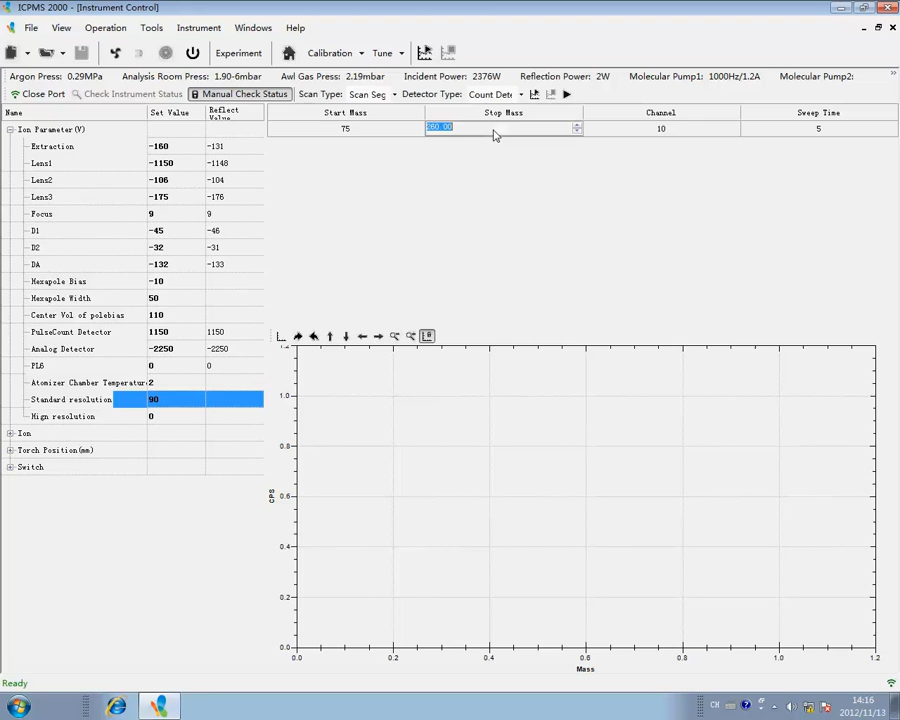 ICPMS 2000 - [Instrument Control]
File View Operation Tools Instrument Windows Help
Experiment Calibration Tune
Argon Press: 0.29MPa Analysis Room Press: 1.90-6mbar Awl Gas Press: 2.19mbar Incident Power: 2376W Reflection Power: 2W Molecular Pump1: 1000Hz/1.2A Molecular Pump2:
Close Port Check Instrument Status Manual Check Status Scan Type: Scan Seg Detector Type: Count Dete
Name Set Value Reflect Value Start Mass Stop Mass Channel Sweep Time
Ion Parameter(V) 75 260.00 10 5
Extraction -160 -131
Lens1 -1150 -1148
Lens2 -106 -104
Lens3 -175 -176
Focus 9 9
D1 -45 -46
D2 -32 -31
DA -132 -133
Hexapole Bias -10
Hexapole Width 50
Center Vol of polebias 110
PulseCount Detector 1150 1150
Analog Detector -2250 -2250
PL6 0 0
Atomizer Chamber Temperatur 2
Standard resolution 90
Hign resolution 0
Ion
Torch Position(mm)
Switch
1.2
1.0
0.8
0.6
0.4
0.2
0.0
CPS
0.0 0.2 0.4 0.6 0.8 1.0 1.2
Mass
Ready
CH 14:16
2012/11/13